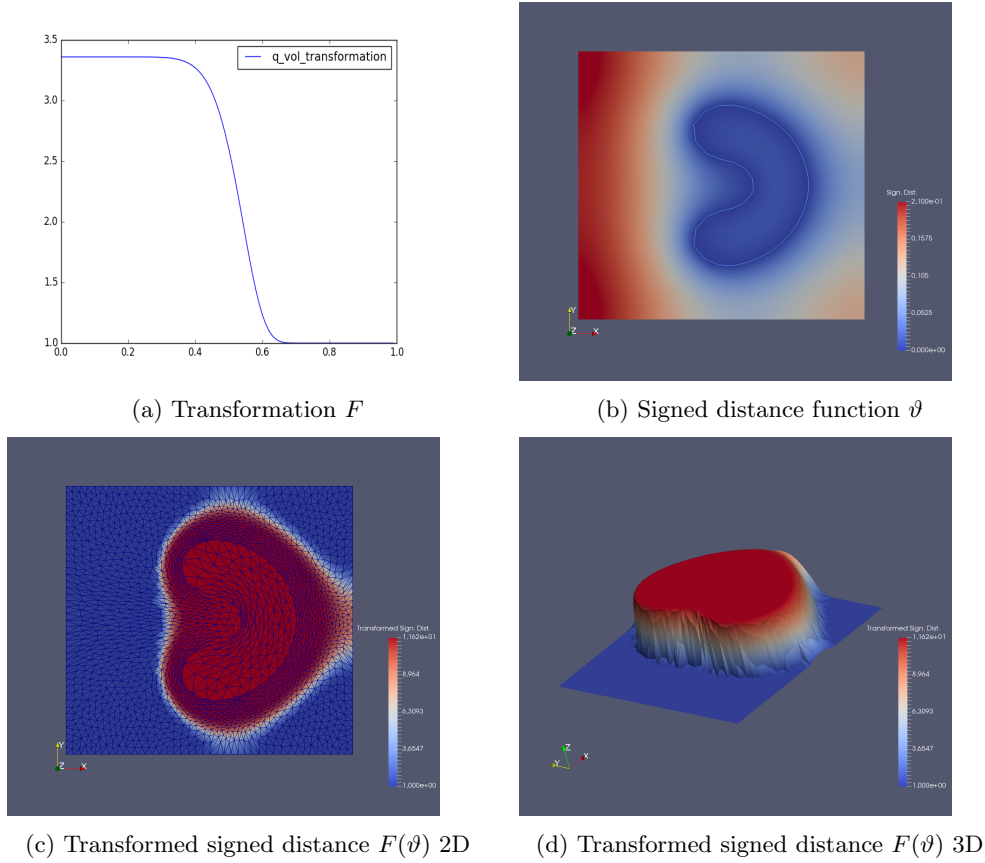 3.5
3.0
2.5
2.0
1.5
1.0
0.0 0.2 0.4 0.6 0.8 1.0
q_vol_transformation
(a) Transformation F
Sign. Dist.
2.100e-01
0.1575
0.105
0.0525
0.000e+00
Y
Z X
(b) Signed distance function ϑ
Transformed Sign. Dist.
1.162e+01
8.964
6.3093
3.6547
1.000e+00
Y
Z X
(c) Transformed signed distance F(ϑ) 2D
Transformed Sign. Dist.
1.162e+01
8.964
6.3093
3.6547
1.000e+00
Z
Y X
(d) Transformed signed distance F(ϑ) 3D